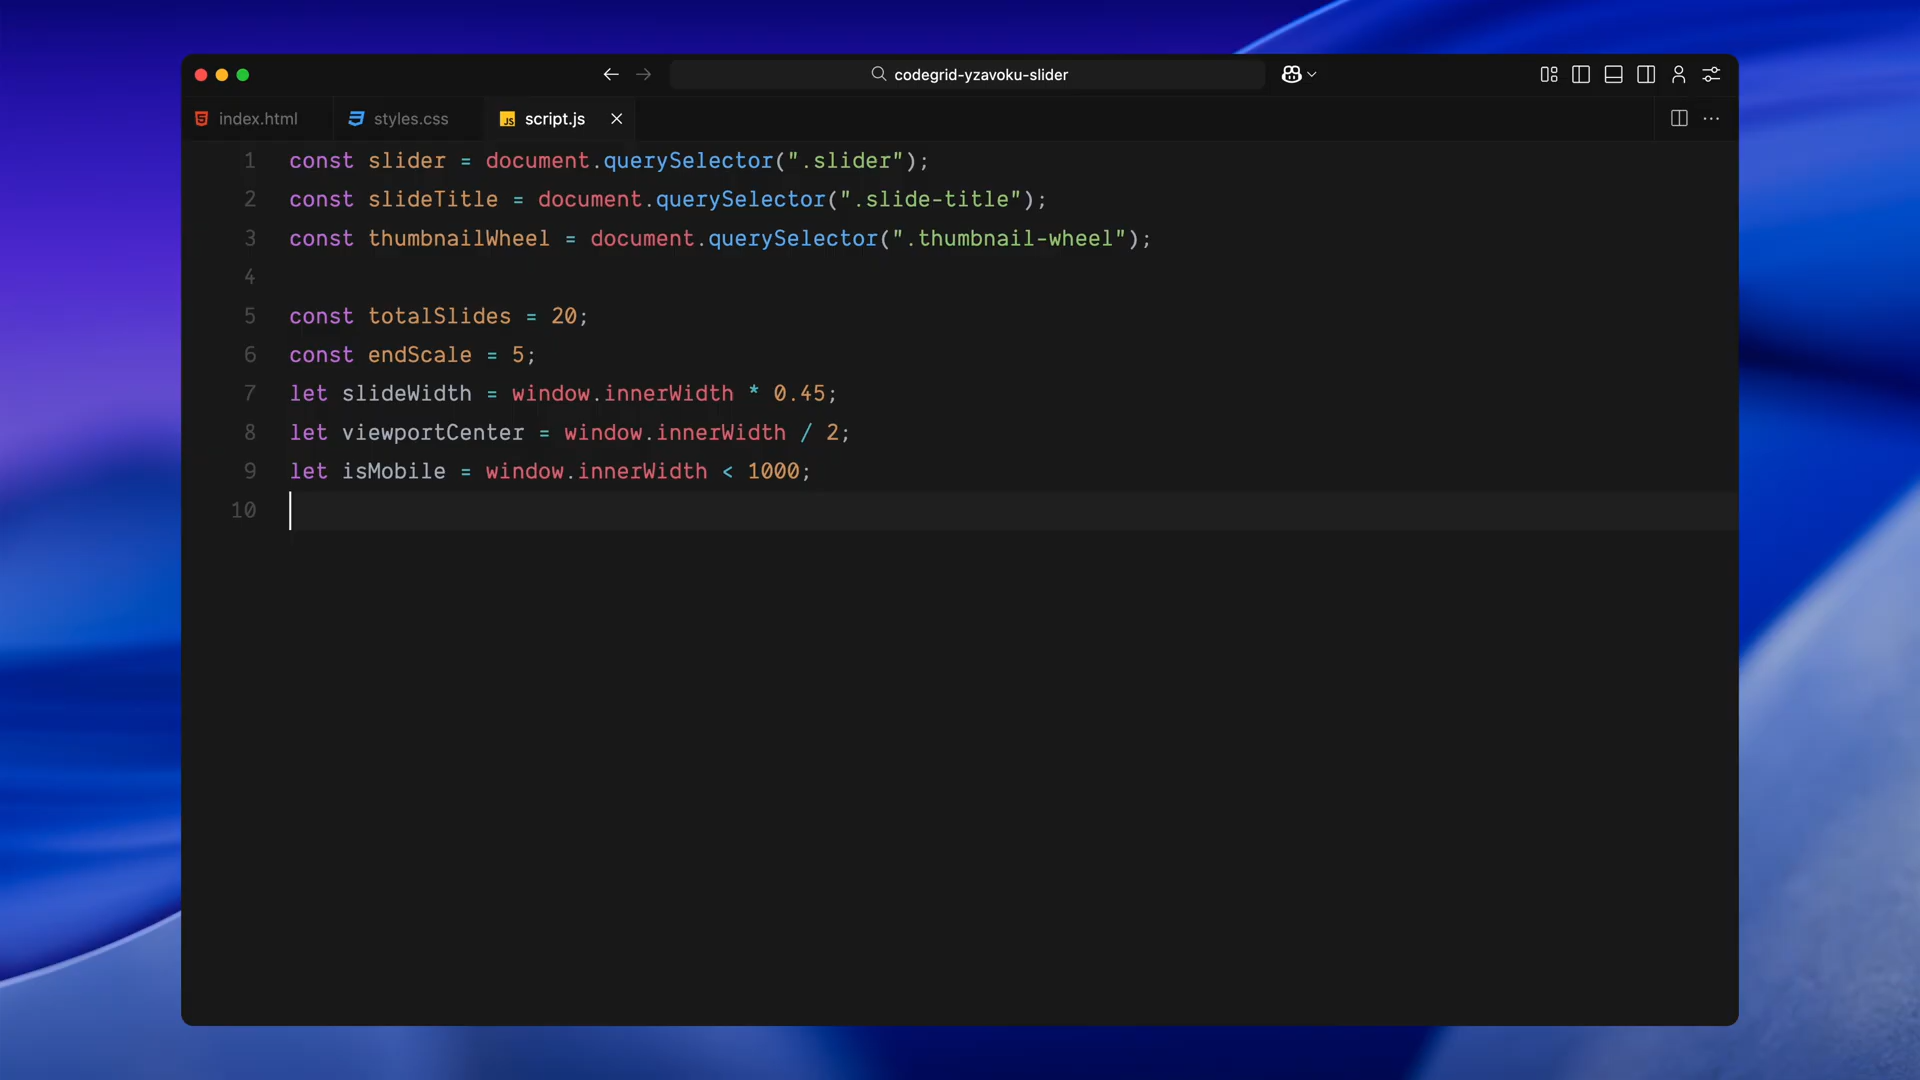 codegrid-yzavoku-slider
index.html
styles.css
JS script.js
1 const slider = document.querySelector(".slider");
2 const slideTitle = document.querySelector(".slide-title");
3 const thumbnailWheel = document.querySelector(".thumbnail-wheel");
4
5 const totalSlides = 20;
6 const endScale = 5;
7 let slideWidth = window.innerWidth * 0.45;
8 let viewportCenter = window.innerWidth / 2;
9 let isMobile = window.innerWidth < 1000;
10